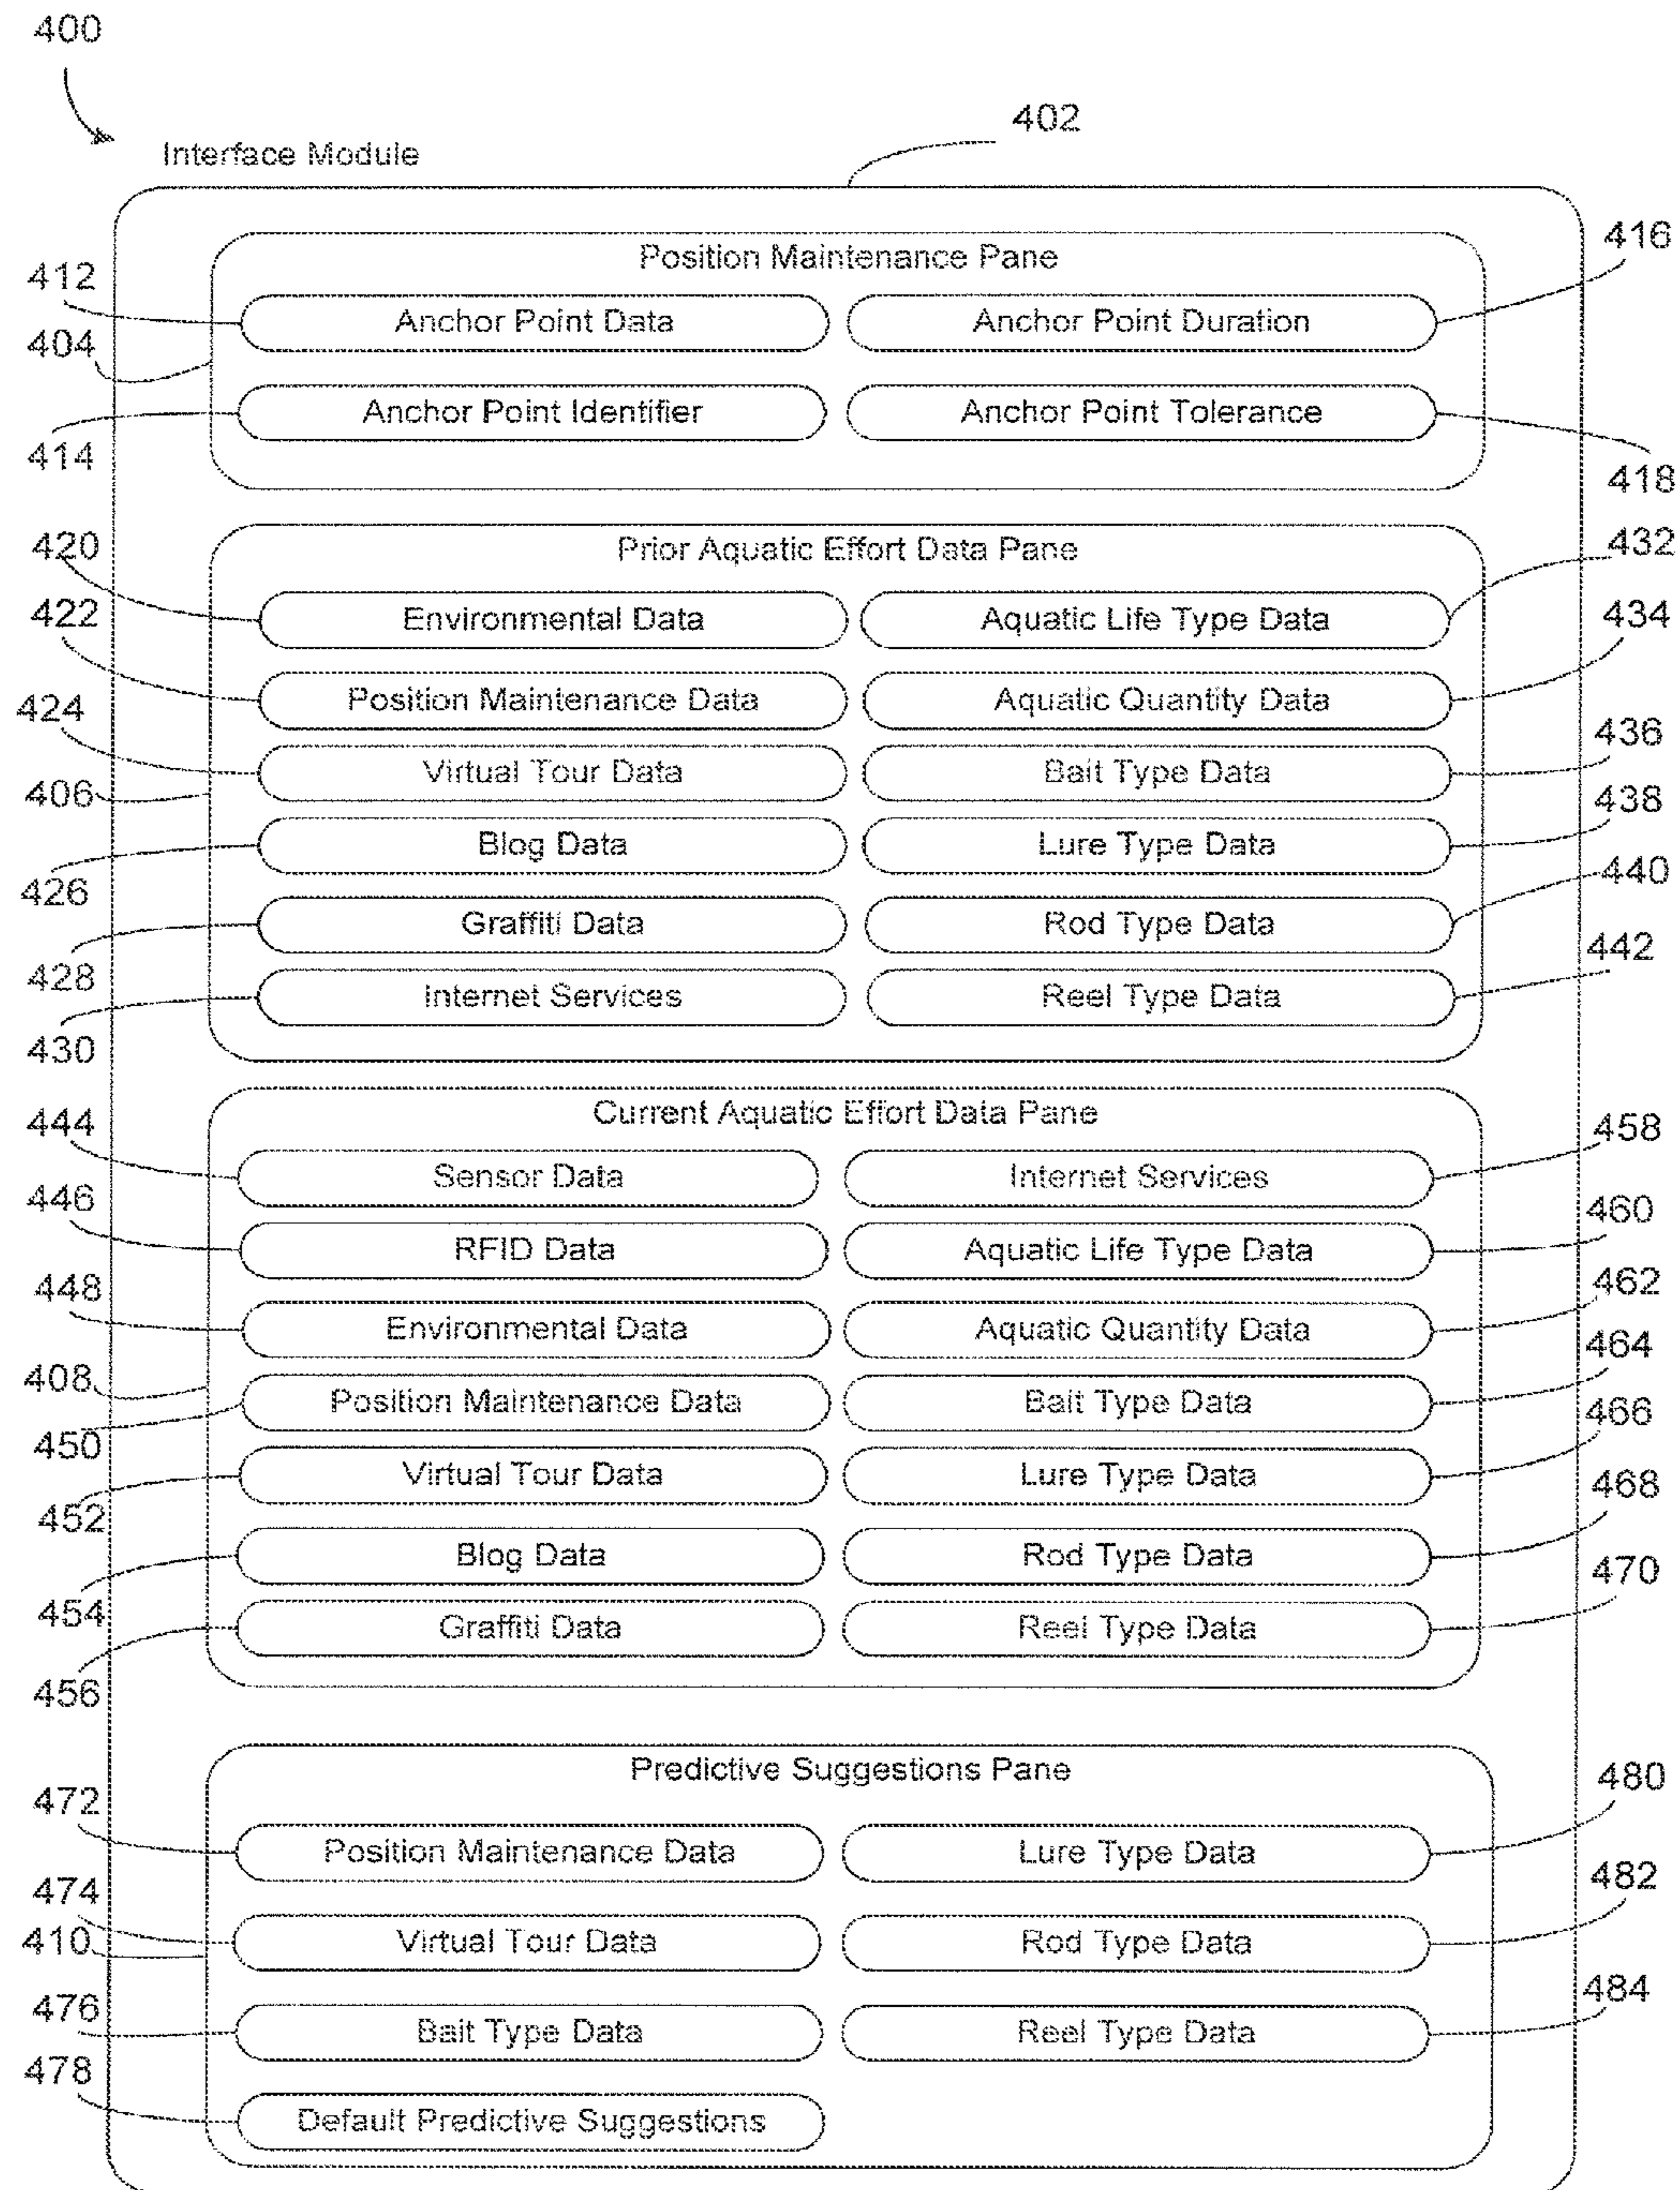 400
402
Interface Module
Position Maintenance Pane
416
412
Anchor Point Data
Anchor Point Duration
404
Anchor Point Identifier
Anchor Point Tolerance
414
418
420
Prior Aquatic Effort Data Pane
432
422
Environmental Data
Aquatic Life Type Data
434
424
Position Maintenance Data
Aquatic Quantity Data
436
Virtual Tour Data
Bait Type Data
406
438
Blog Data
Lure Type Data
426
440
Graffiti Data
Rod Type Data
442
428
Internet Services
Reel Type Data
430
444
Current Aquatic Effort Data Pane
458
Sensor Data
Internet Services
446
460
RFID Data
Aquatic Life Type Data
448
462
Environmental Data
Aquatic Quantity Data
464
408
Position Maintenance Data
Bait Type Data
466
450
Virtual Tour Data
Lure Type Data
468
452
Blog Data
Rod Type Data
470
454
Graffiti Data
Reel Type Data
456
Predictive Suggestions Pane
480
472
Position Maintenance Data
Lure Type Data
474
482
410
Virtual Tour Data
Rod Type Data
476
484
Bait Type Data
Reel Type Data
478
Default Predictive Suggestions